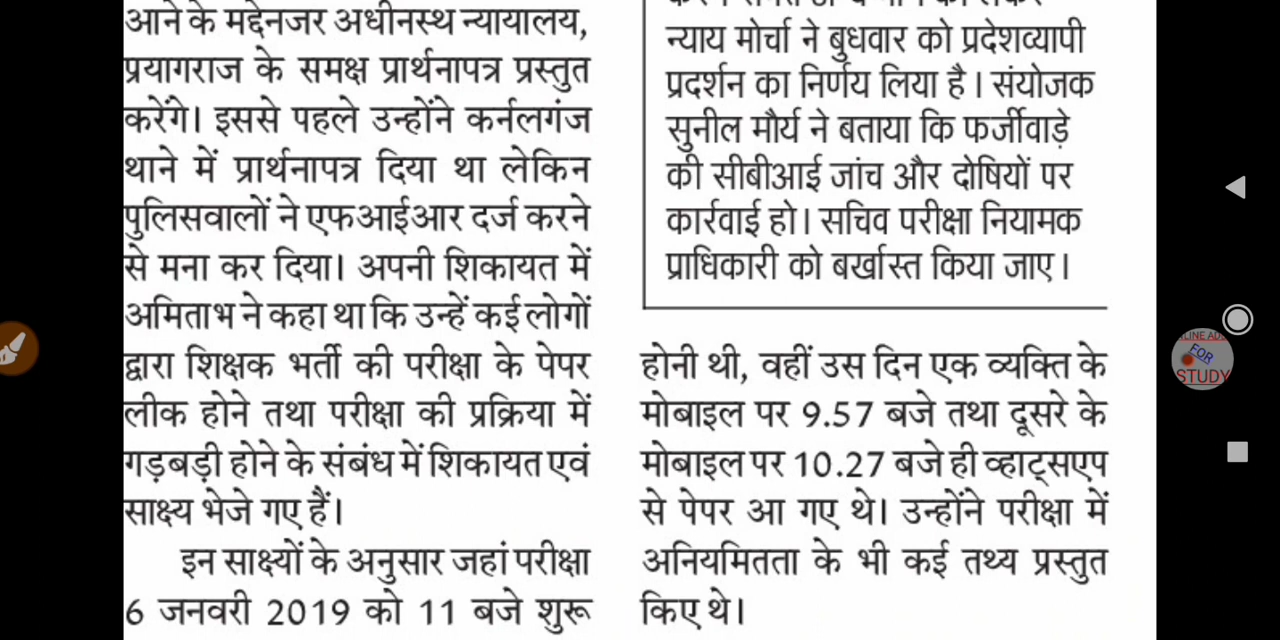 आने के मद्देनजर अधीनस्थ न्यायालय,
प्रयागराज के समक्ष प्रार्थनापत्र प्रस्तुत
करेंगे। इससे पहले उन्होंने कर्नलगंज
थाने में प्रार्थनापत्र दिया था लेकिन
पुलिसवालों ने एफआईआर दर्ज करने
से मना कर दिया। अपनी शिकायत में
अमिताभ ने कहा था कि उन्हें कई लोगों
द्वारा शिक्षक भर्ती की परीक्षा के पेपर
लीक होने तथा परीक्षा की प्रक्रिया में
गड़बड़ी होने के संबंध में शिकायत एवं
साक्ष्य भेजे गए हैं।
इन साक्ष्यों के अनुसार जहां परीक्षा
6 जनवरी 2019 को 11 बजे शुरू
न्याय मोर्चा ने बुधवार को प्रदेशव्यापी
प्रदर्शन का निर्णय लिया है। संयोजक
सुनील मौर्य ने बताया कि फर्जीवाड़े
की सीबीआई जांच और दोषियों पर
कार्रवाई हो। सचिव परीक्षा नियामक
प्राधिकारी को बर्खास्त किया जाए।
होनी थी, वहीं उस दिन एक व्यक्ति के
मोबाइल पर 9.57 बजे तथा दूसरे के
मोबाइल पर 10.27 बजे ही व्हाट्सएप
से पेपर आ गए थे। उन्होंने परीक्षा में
अनियमितता के भी कई तथ्य प्रस्तुत
किए थे।
FOR
STUDY